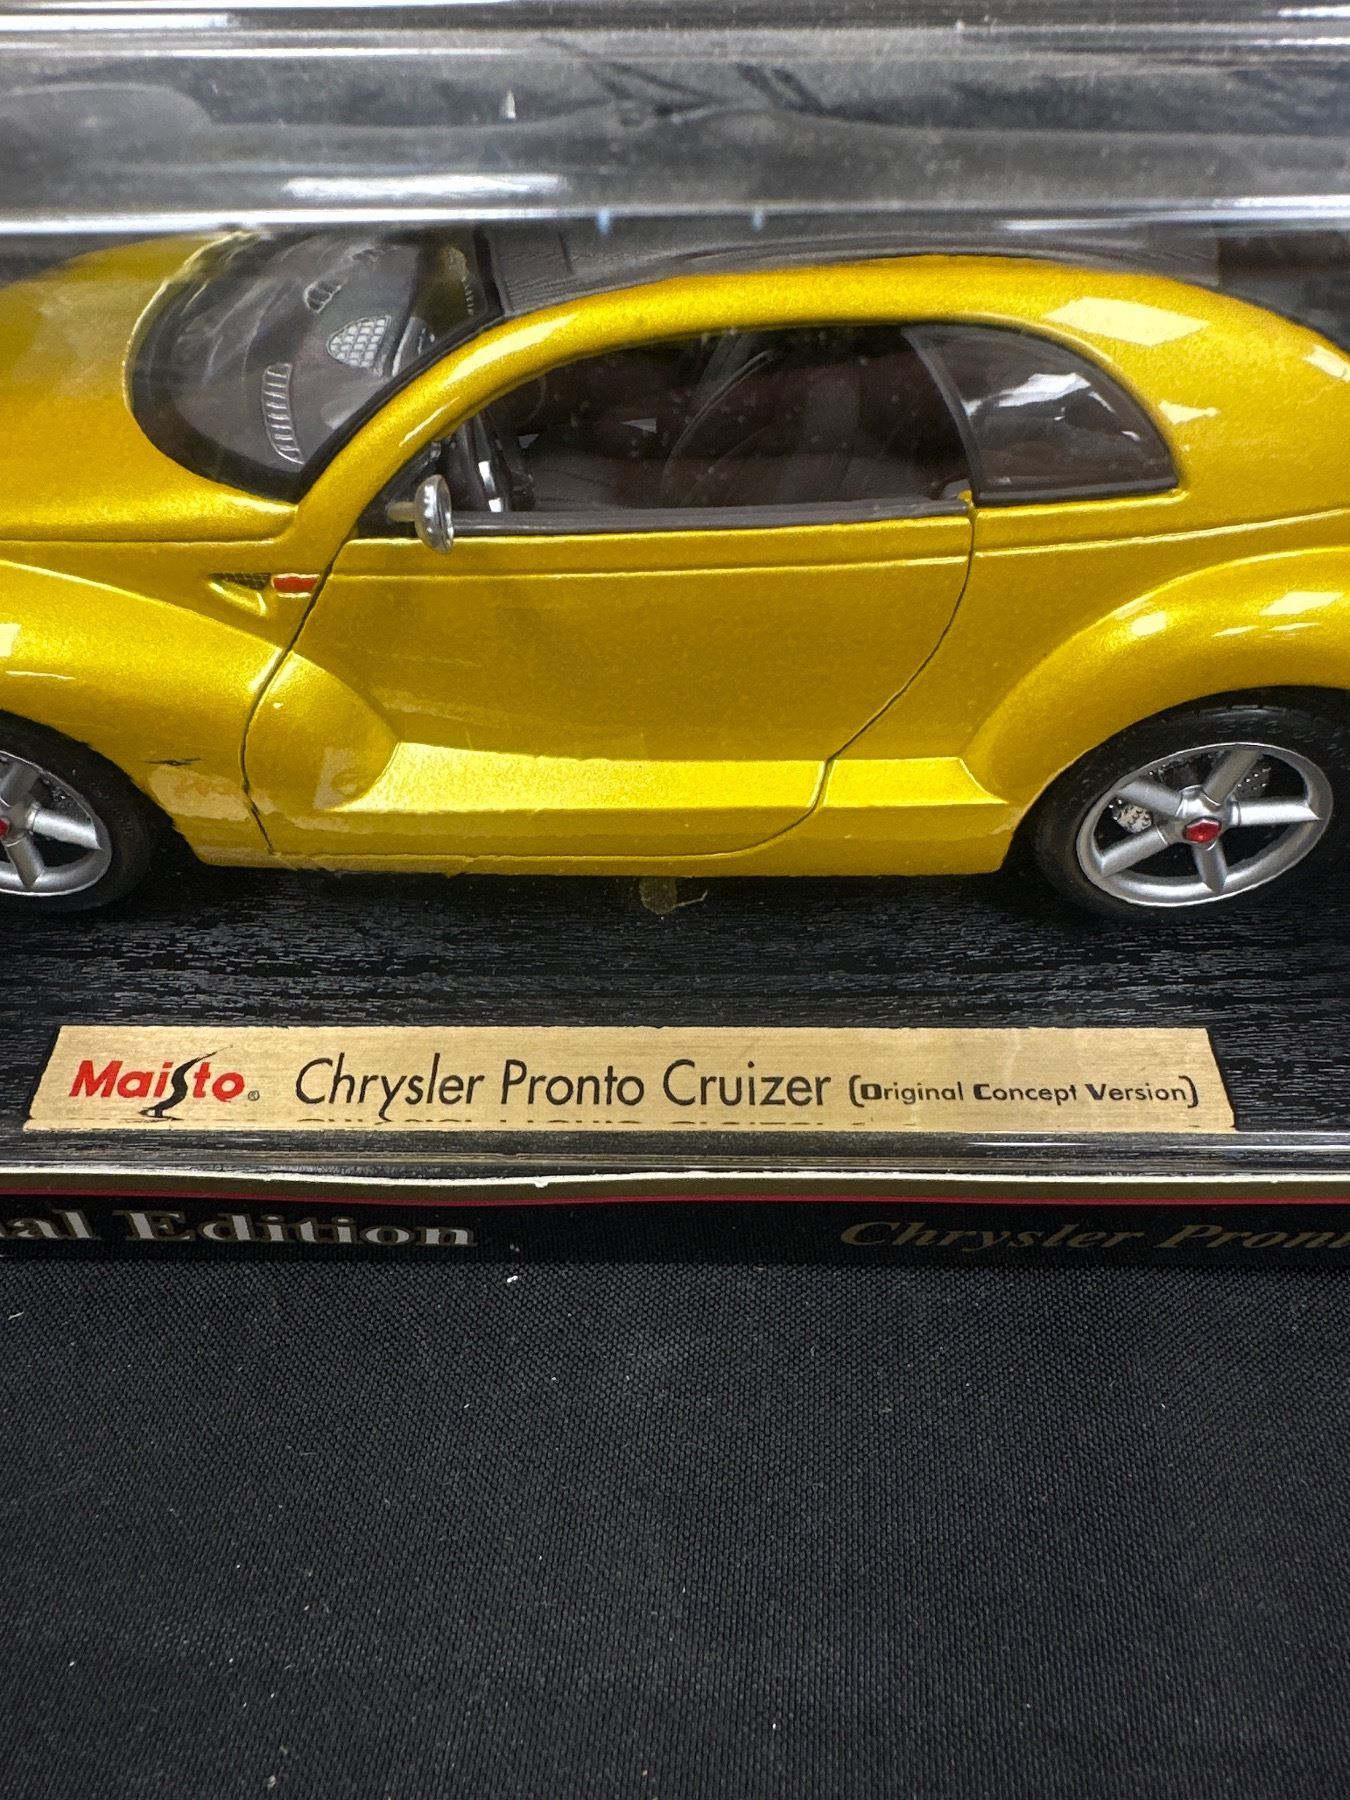 Maisto® Chrysler Pronto Cruizer (Original Concept Version)
al Edition Chrysler Pront